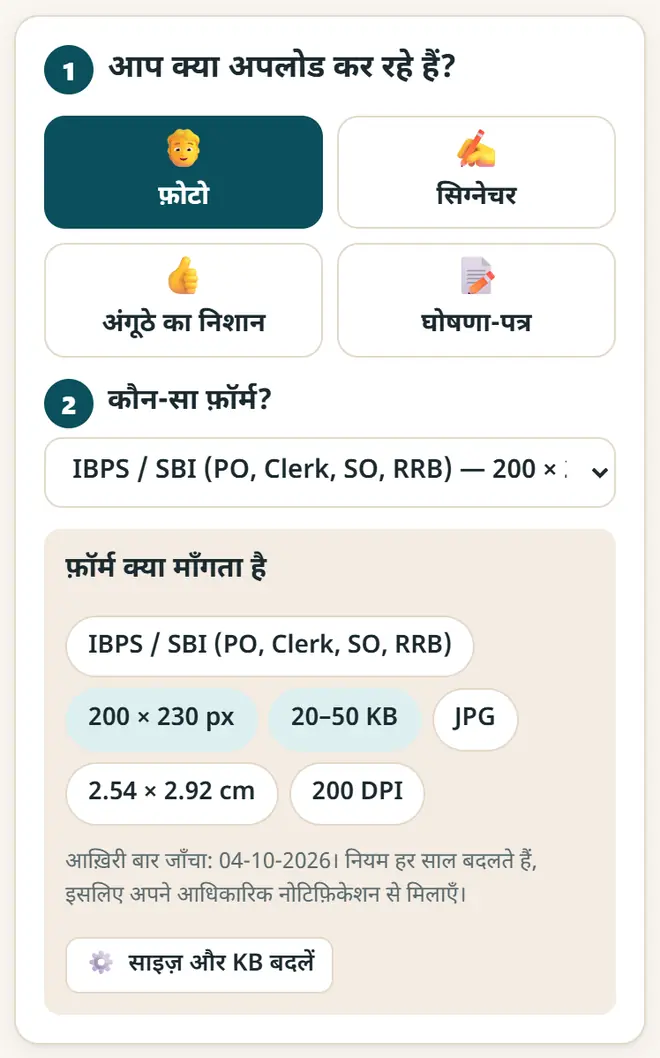 1 आप क्या अपलोड कर रहे हैं?
फ़ोटो
सिग्नेचर
अंगूठे का निशान
घोषणा-पत्र
2 कौन-सा फ़ॉर्म?
IBPS / SBI (PO, Clerk, SO, RRB) — 200 ×
फ़ॉर्म क्या माँगता है
IBPS / SBI (PO, Clerk, SO, RRB)
200 × 230 px
20–50 KB
JPG
2.54 × 2.92 cm
200 DPI
आख़िरी बार जाँचा: 04-10-2026। नियम हर साल बदलते हैं,
इसलिए अपने आधिकारिक नोटिफ़िकेशन से मिलाएँ।
साइज़ और KB बदलें